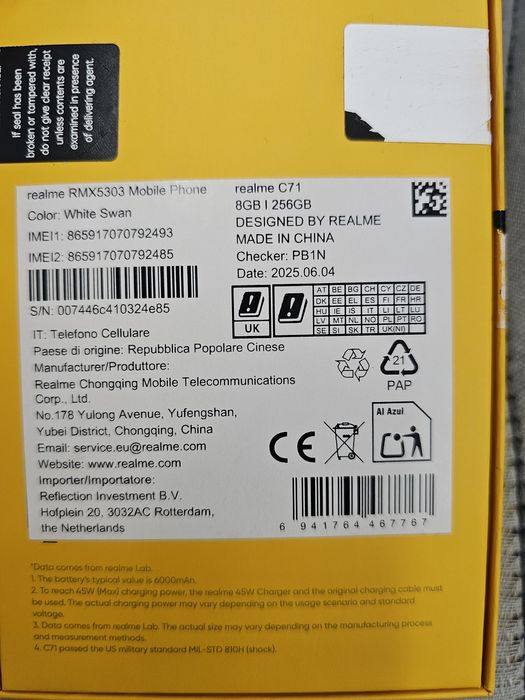 If seal has been
broken or tampered with,
do not give clear receipt
unless contents are
examined in presence
of delivering agent.
realme RMX5303 Mobile Phone
Color: White Swan
IMEI1: 865917070792493
IMEI2: 865917070792485
S/N: 007446c410324e85
realme C71
8GB | 256GB
DESIGNED BY REALME
MADE IN CHINA
Checker: PB1N
Date: 2025.06.04
UK
AT BE BG CH CY CZ DE
DK EE EL ES FI FR HR
HU IE IS IT LI LT LU
LV MT NL NO PL PT RO
SE SI SK TR UK(NI)
IT: Telefono Cellulare
Paese di origine: Repubblica Popolare Cinese
Manufacturer/Produttore:
Realme Chongqing Mobile Telecommunications
Corp., Ltd.
No.178 Yulong Avenue, Yufengshan,
Yubei District, Chongqing, China
Email: service.eu@realme.com
Website: www.realme.com
Importer/Importatore:
Reflection Investment B.V.
Hofplein 20, 3032AC Rotterdam,
the Netherlands
21
PAP
CE
Al Azul
6 941764 467767
*Data comes from realme Lab.
1. The battery's typical value is 6000mAh.
2. To reach 45W (Max) charging power, the realme 45W Charger and the original charging cable must
be used. The actual charging power may vary depending on the usage scenario and standard
voltage.
3. Data comes from realme Lab. The actual size may vary depending on the manufacturing process
and measurement methods.
4. C71 passed the US military standard MIL-STD 810H (shock).